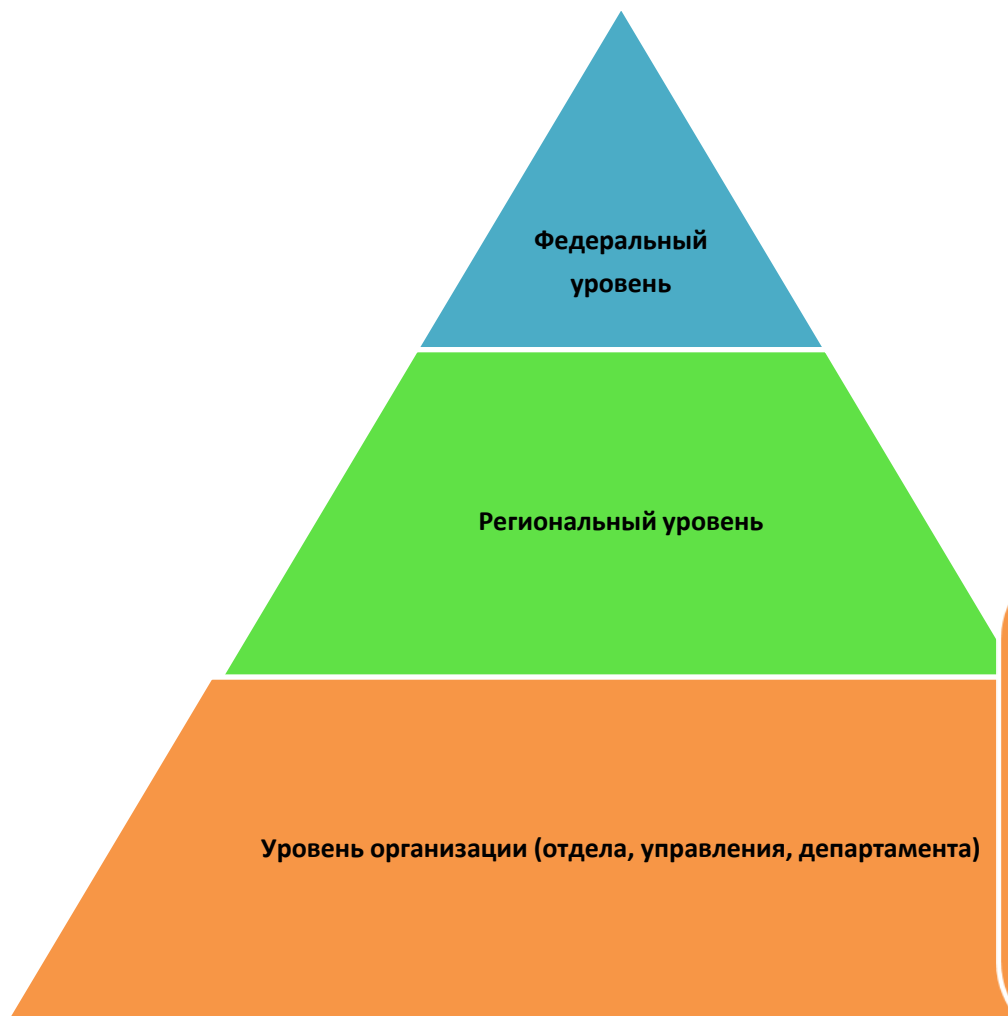 Федеральный
уровень
Региональный уровень
Уровень организации (отдела, управления, департамента)